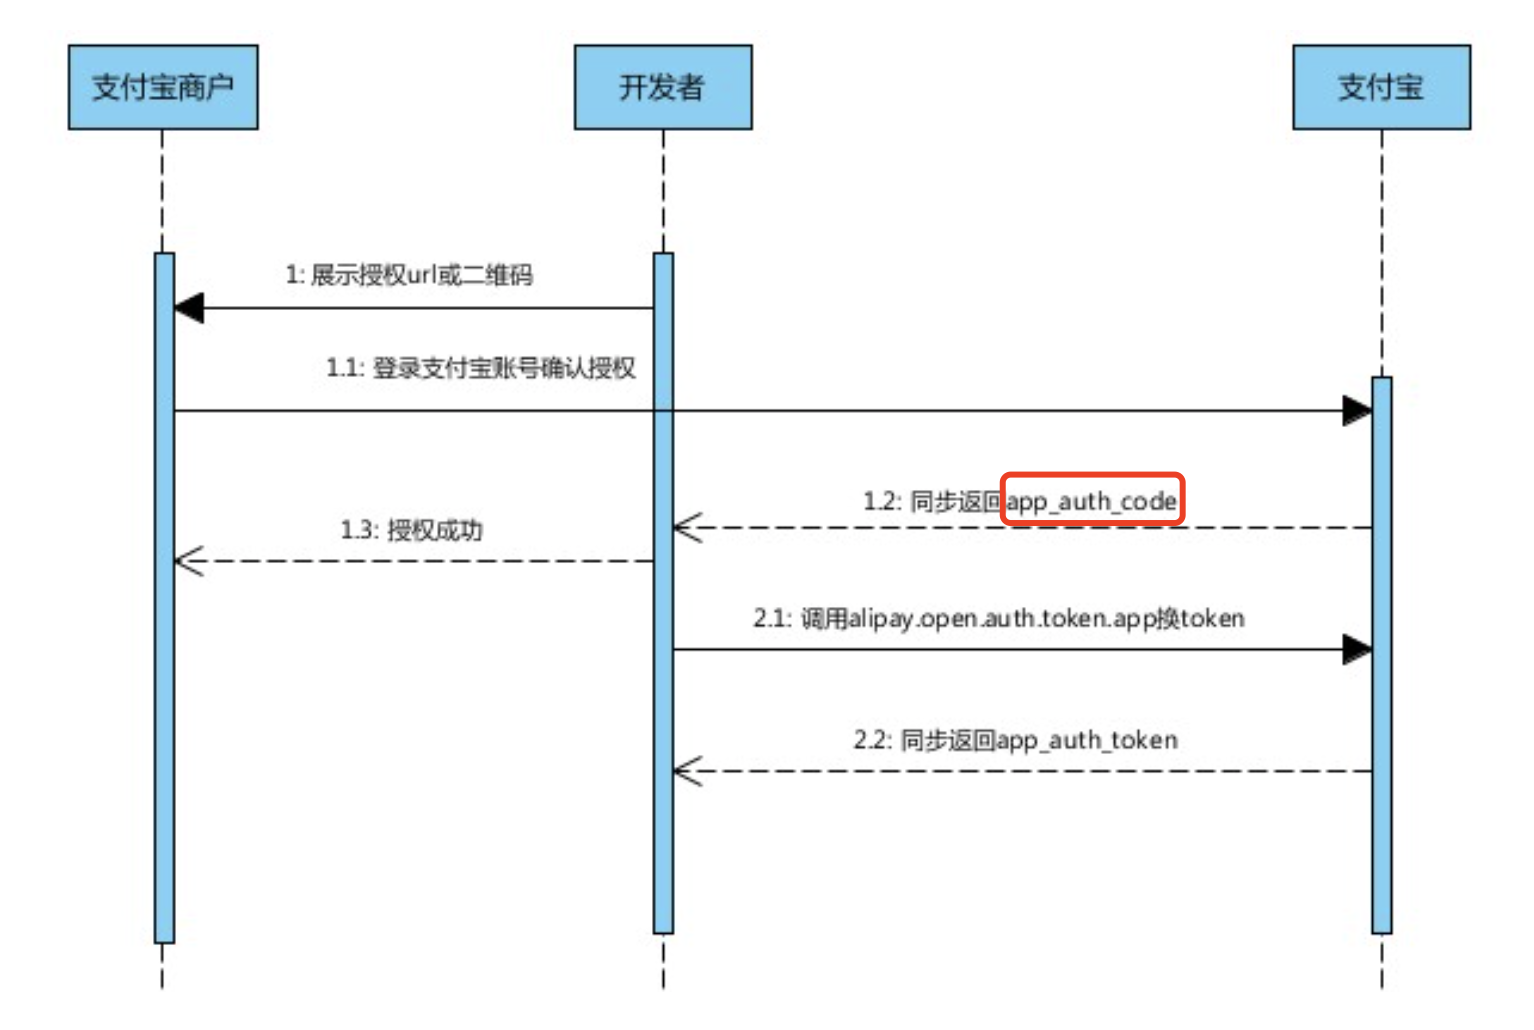 支付宝商户
开发者
支付宝
1: 展示授权url或二维码
1.1: 登录支付宝账号确认授权
1.2: 同步返回app_auth_code
1.3: 授权成功
2.1: 调用alipay.open.auth.token.app换token
2.2: 同步返回app_auth_token